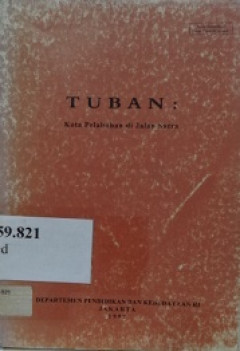 TUBAN :
Kota Pelabuhan di Jalan Sutra
59.821
d
DEPARTEMEN PENDIDIKAN DAN KEBUDAYAAN RI
JAKARTA